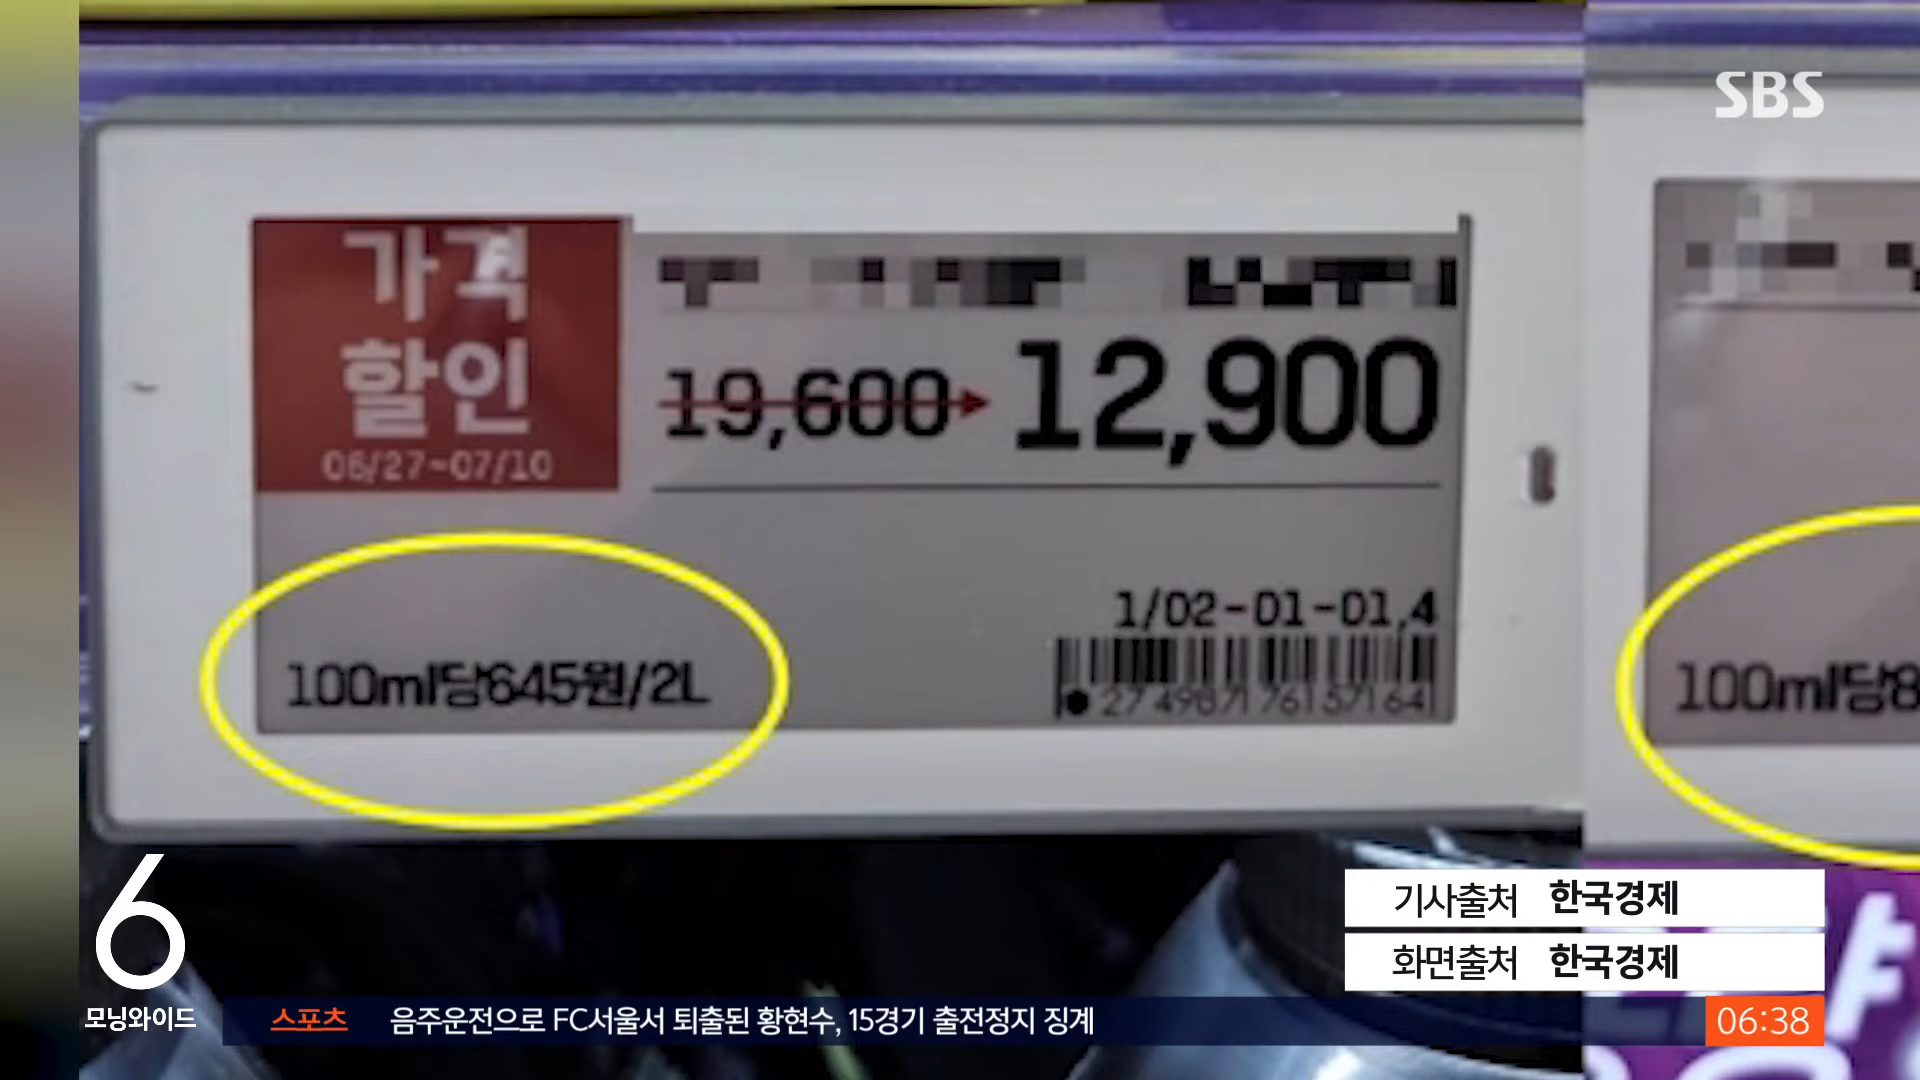 SBS
가격
할인
06/27~07/10
19,600 12,900
1/02-01-01,4
100ml당645원/2L
100ml당8
기사출처 한국경제
화면출처 한국경제
6
모닝와이드
스포츠 음주운전으로 FC서울서 퇴출된 황현수, 15경기 출전정지 징계
06:38